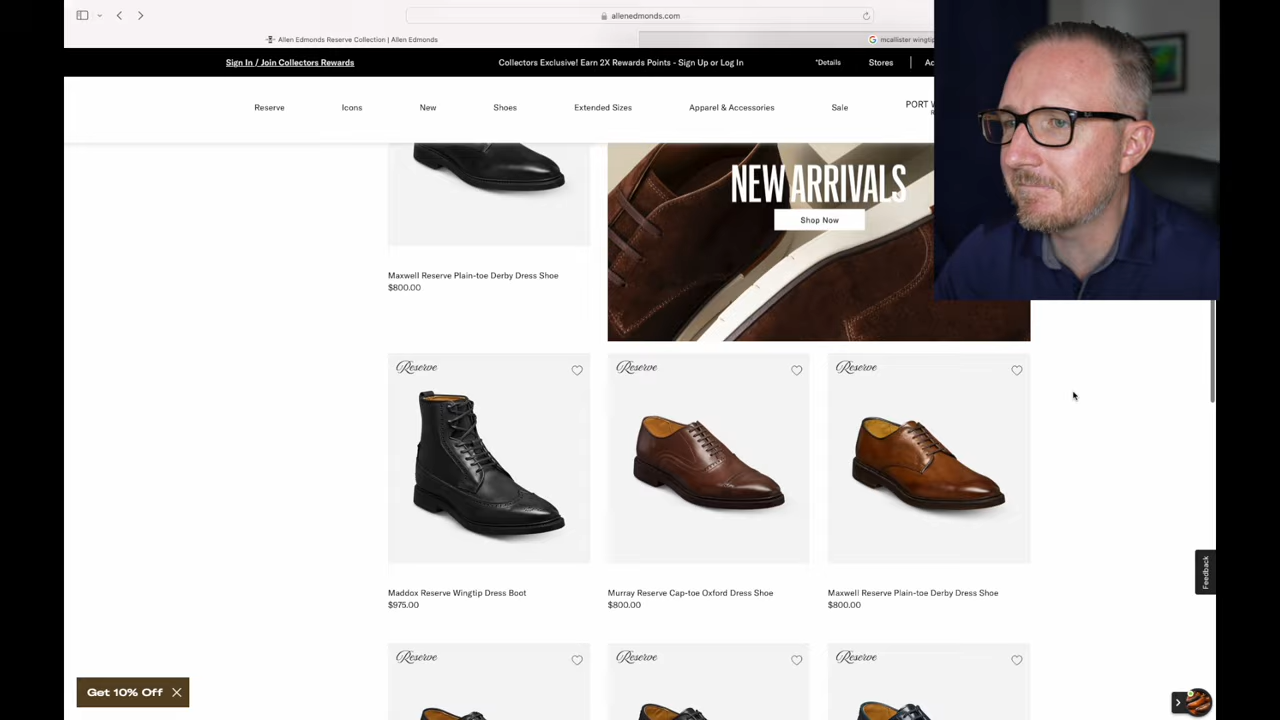 allenedmonds.com
Allen Edmonds Reserve Collection | Allen Edmonds
mcallister wingtip
Sign In / Join Collectors Rewards
Collectors Exclusive! Earn 2X Rewards Points - Sign Up or Log In
*Details
Stores
Reserve
Icons
New
Shoes
Extended Sizes
Apparel & Accessories
Sale
PORT
NEW ARRIVALS
Shop Now
Maxwell Reserve Plain-toe Derby Dress Shoe
$800.00
Reserve
Reserve
Reserve
Maddox Reserve Wingtip Dress Boot
$975.00
Murray Reserve Cap-toe Oxford Dress Shoe
$800.00
Maxwell Reserve Plain-toe Derby Dress Shoe
$800.00
Feedback
Reserve
Reserve
Reserve
Get 10% Off